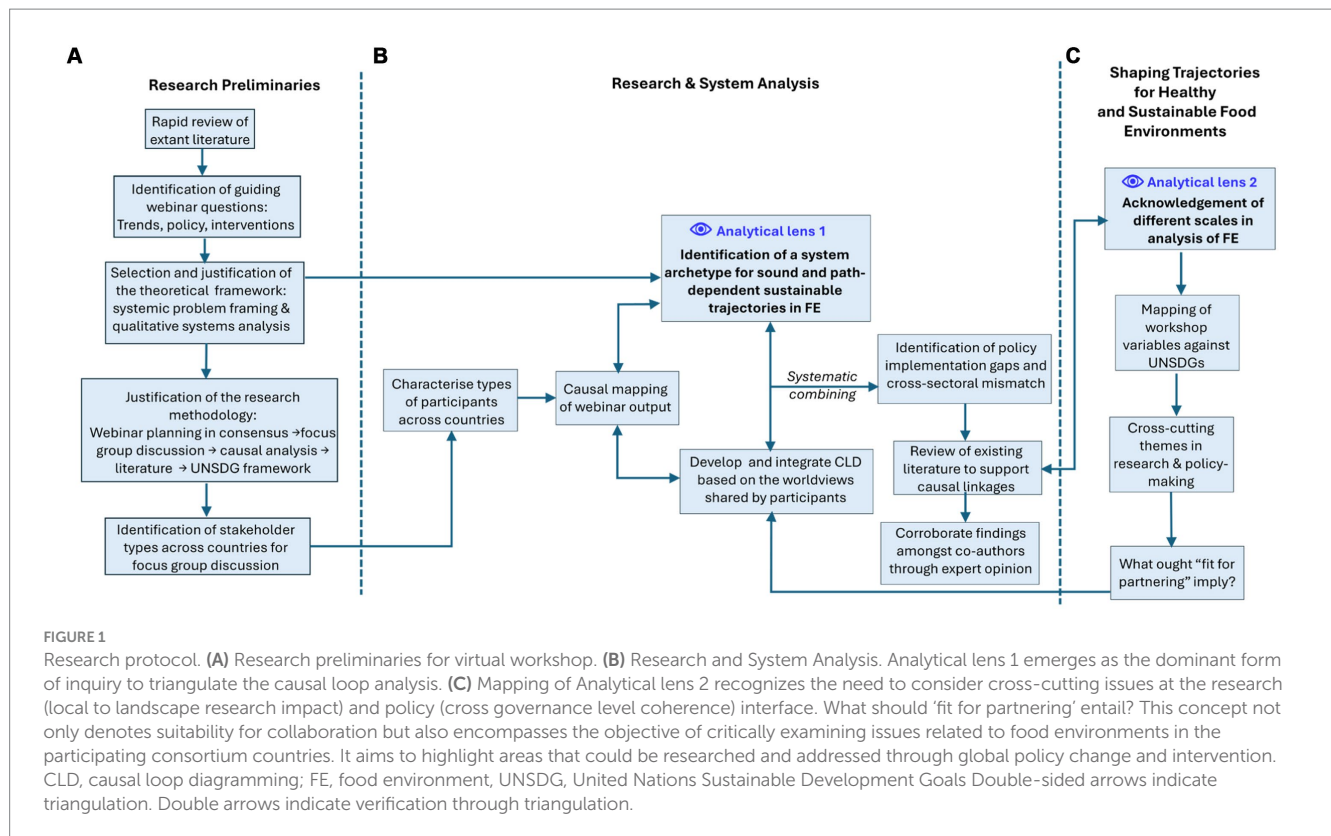 A
Research Preliminaries
Rapid review of
extant literature
Identification of guiding
webinar questions:
Trends, policy, interventions
Selection and justification of
the theoretical framework:
systemic problem framing &
qualitative systems analysis
Justification of the research
methodology:
Webinar planning in consensus →focus
group discussion → causal analysis →
literature → UNSDG framework
Identification of stakeholder
types across countries for
focus group discussion
B
Research & System Analysis
Analytical lens 1
Identification of a system
archetype for sound and path-
dependent sustainable
trajectories in FE
Characterise types
of participants
across countries
Causal mapping
of webinar output
Systematic
combining
Identification of policy
implementation gaps and
cross-sectoral mismatch
Develop and integrate CLD
based on the worldviews
shared by participants
Review of existing
literature to support
causal linkages
Corroborate findings
amongst co-authors
through expert opinion
C
Shaping Trajectories
for Healthy
and Sustainable Food
Environments
Analytical lens 2
Acknowledgement of
different scales in
analysis of FE
Mapping of
workshop
variables against
UNSDGs
Cross-cutting
themes in
research & policy-
making
What ought “fit for
partnering” imply?
FIGURE 1
Research protocol. (A) Research preliminaries for virtual workshop. (B) Research and System Analysis. Analytical lens 1 emerges as the dominant form
of inquiry to triangulate the causal loop analysis. (C) Mapping of Analytical lens 2 recognizes the need to consider cross-cutting issues at the research
(local to landscape research impact) and policy (cross governance level coherence) interface. What should ‘fit for partnering’ entail? This concept not
only denotes suitability for collaboration but also encompasses the objective of critically examining issues related to food environments in the
participating consortium countries. It aims to highlight areas that could be researched and addressed through global policy change and intervention.
CLD, causal loop diagramming; FE, food environment, UNSDG, United Nations Sustainable Development Goals Double-sided arrows indicate
triangulation. Double arrows indicate verification through triangulation.